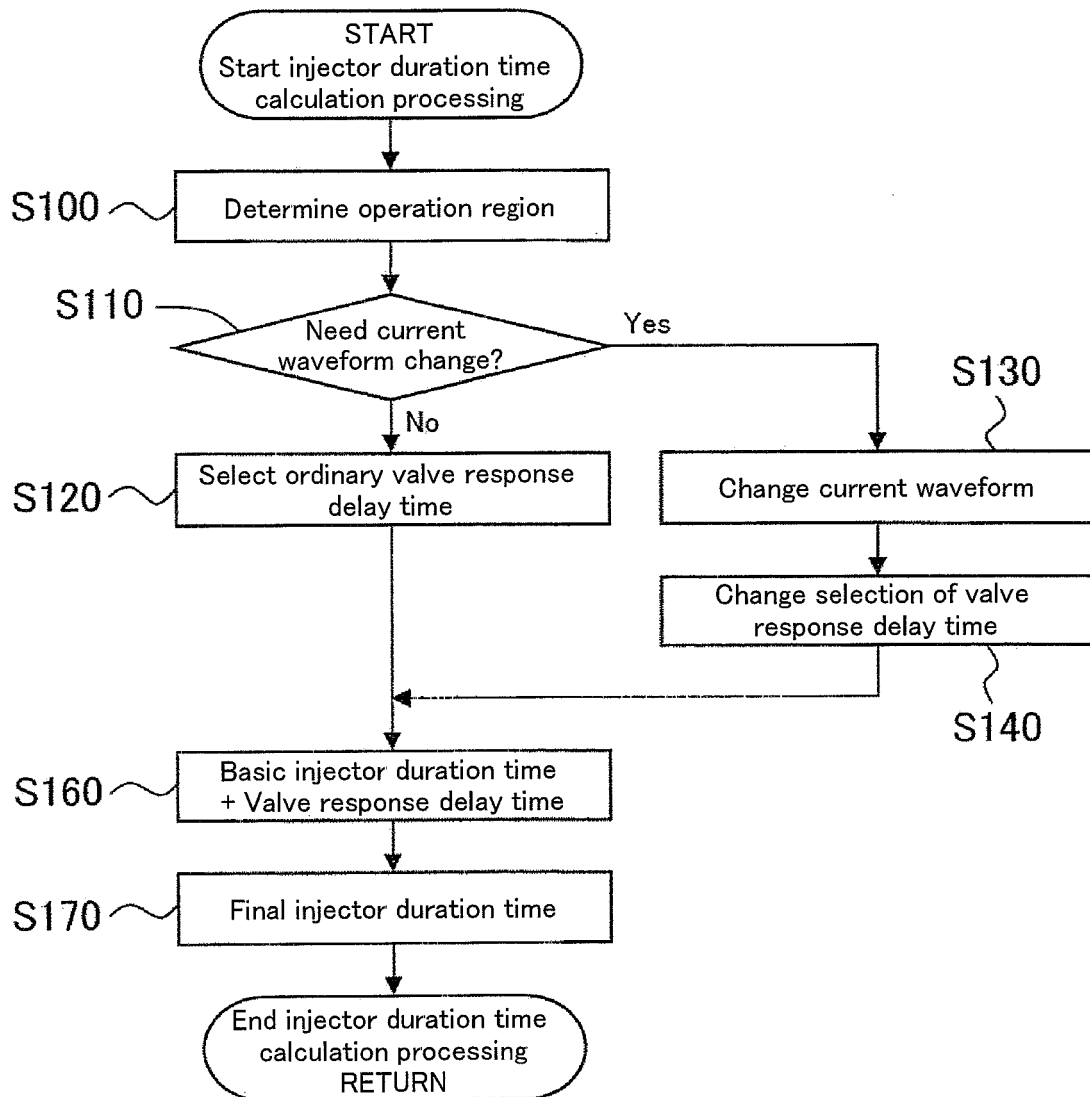 START
Start injector duration time
calculation processing
S100
Determine operation region
S110
Need current
waveform change?
Yes
No
S130
Change current waveform
S120
Select ordinary valve response
delay time
Change selection of valve
response delay time
S140
S160
Basic injector duration time
+ Valve response delay time
S170
Final injector duration time
End injector duration time
calculation processing
RETURN